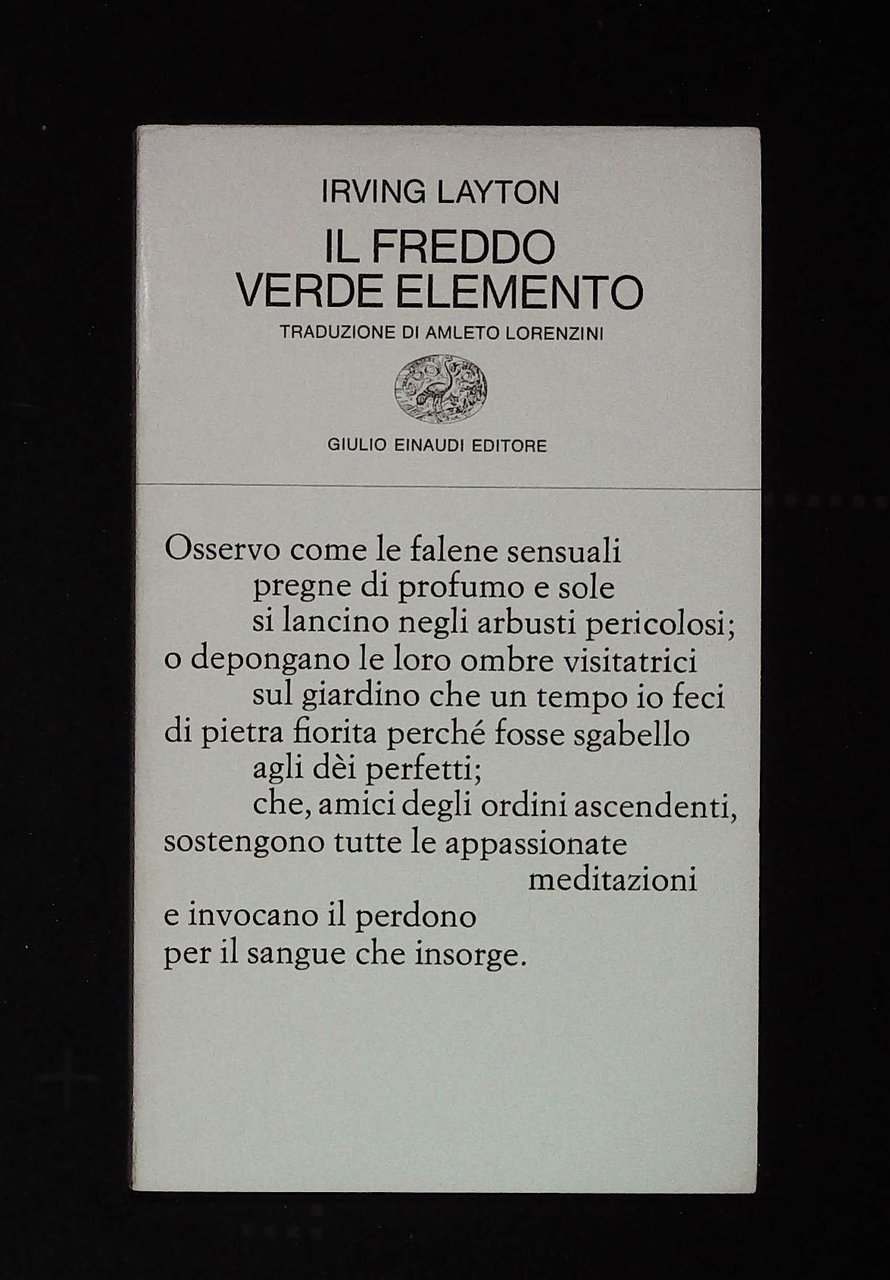 IRVING LAYTON
IL FREDDO
VERDE ELEMENTO
TRADUZIONE DI AMLETO LORENZINI
GIULIO EINAUDI EDITORE
Osservo come le falene sensuali
pregne di profumo e sole
si lancino negli arbusti pericolosi;
o depongano le loro ombre visitatrici
sul giardino che un tempo io feci
di pietra fiorita perché fosse sgabello
agli dèi perfetti;
che, amici degli ordini ascendenti,
sostengono tutte le appassionate
meditazioni
e invocano il perdono
per il sangue che insorge.